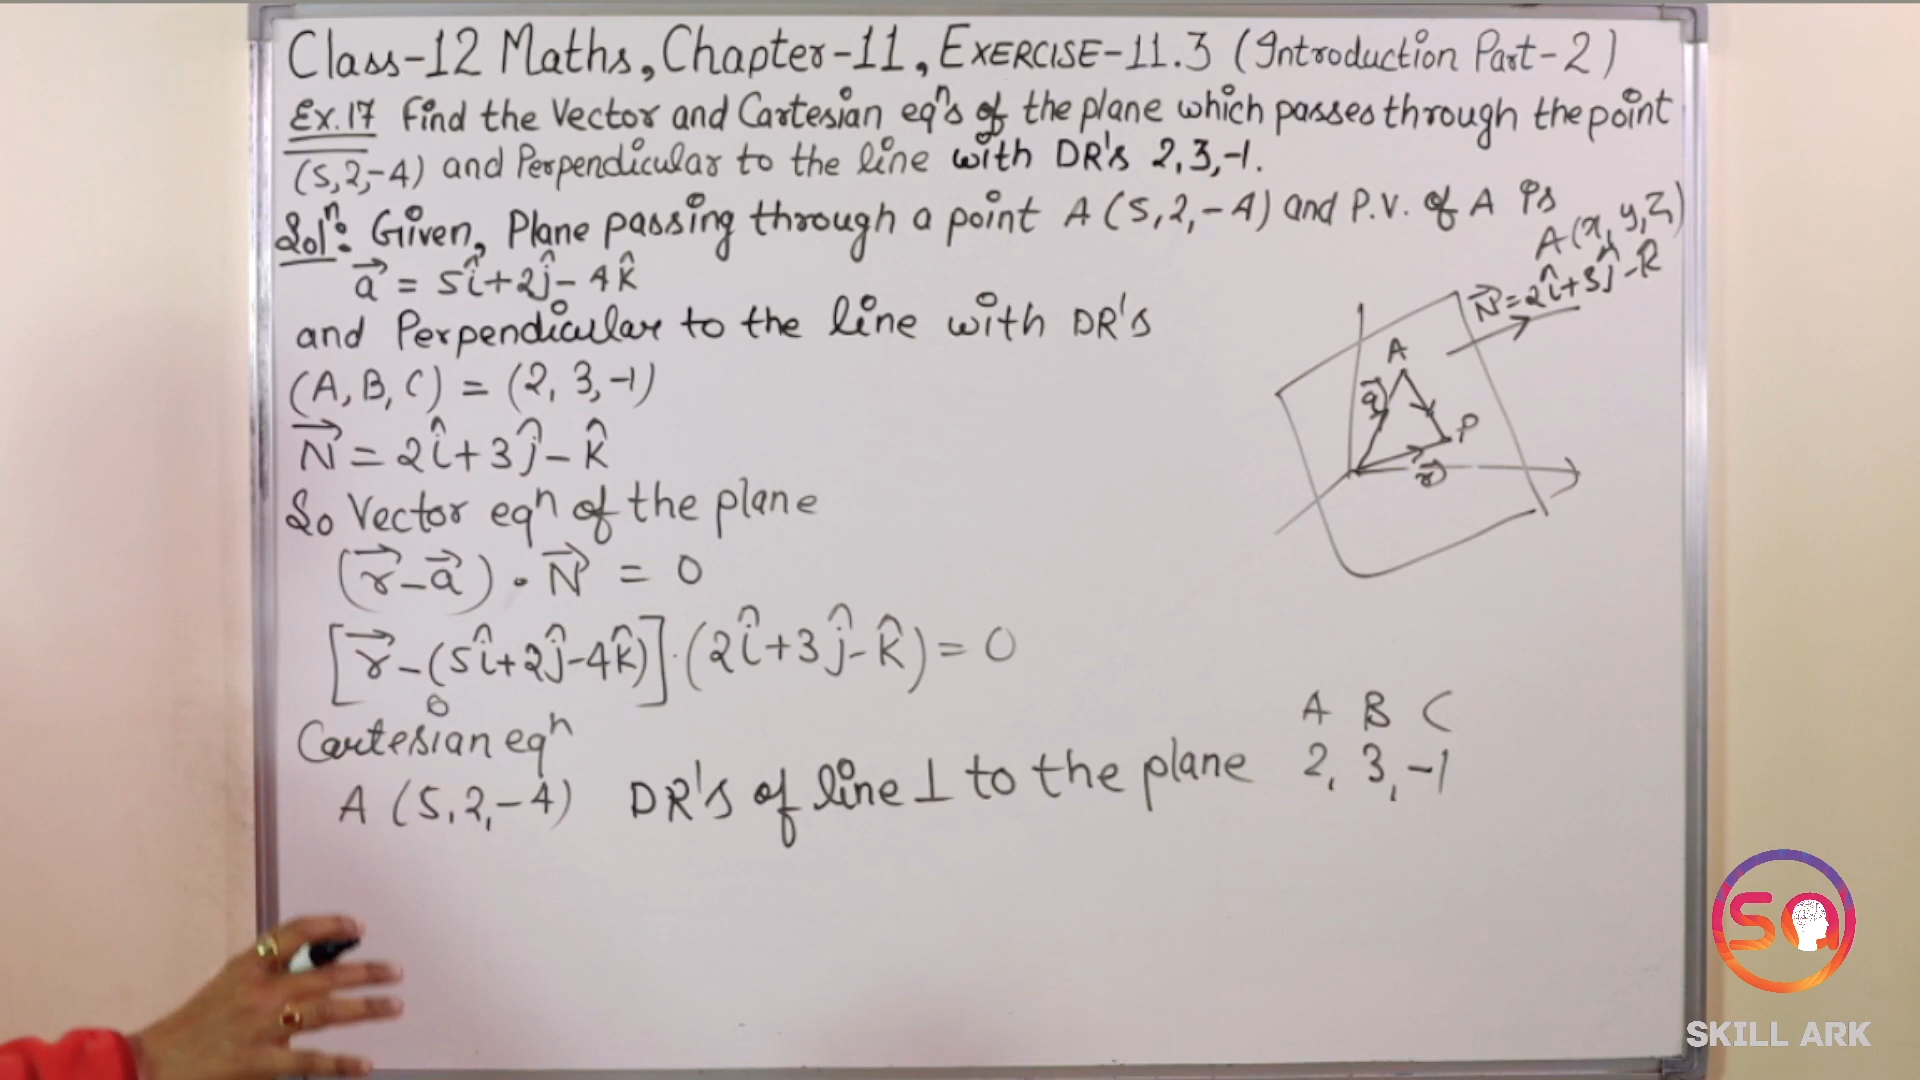 Class-12 Maths, Chapter-11, EXERCISE-11.3 (Introduction Part-2)
Ex.17 Find the Vector and Cartesian eqⁿs of the plane which passes through the point
(5,2,-4) and Perpendicular to the line with DR's 2,3,-1.
Solⁿ: Given, Plane passing through a point A (5,2,-4) and P.V. of A is
A(x, y, z)
a⃗ = 5î+2ĵ-4k̂
N⃗=2î+3ĵ-k̂
and Perpendicular to the line with DR's
A
(A, B, C) = (2, 3, -1)
a⃗
P
N⃗ = 2î+3ĵ-k̂
r⃗
So Vector eqⁿ of the plane
(r⃗-a⃗)·N⃗ = 0
[r⃗-(5î+2ĵ-4k̂)]·(2î+3ĵ-k̂)=0
Cartesian eqⁿ
A B C
A (5,2,-4) DR's of line ⊥ to the plane 2, 3, -1
SA
SKILL ARK